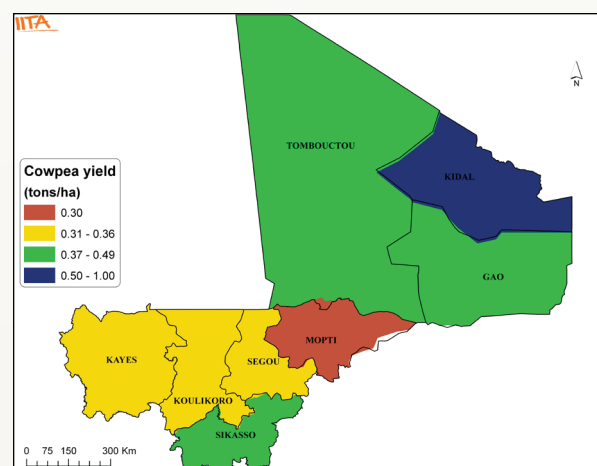 IITA
N
TOMBOUCTOU
KIDAL
Cowpea yield
(tons/ha)
0.30
0.31 - 0.36
0.37 - 0.49
0.50 - 1.00
GAO
MOPTI
KAYES
SEGOU
KOULIKORO
SIKASSO
0 75 150 300 Km